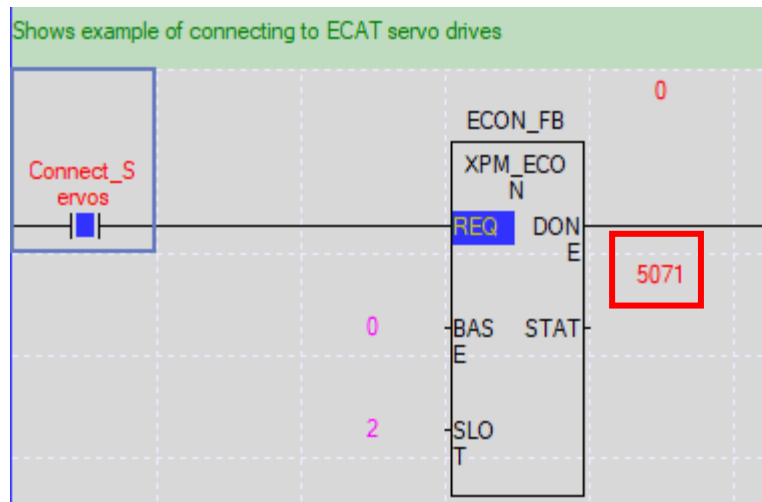 Shows example of connecting to ECAT servo drives
0
ECON_FB
Connect_S
ervos
XPM_ECO
N
REQ DON
E
5071
0 BAS STAT
E
2 SLO
T